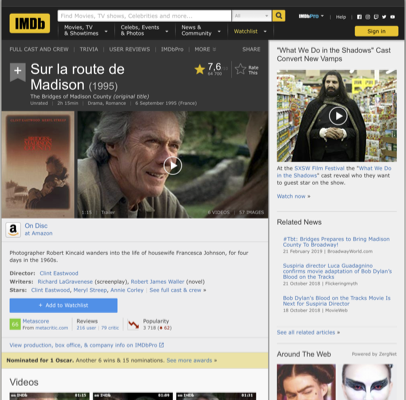 IMDb
Find Movies, TV shows, Celebrities and more...
All
IMDbPro
Help
Movies, TV
& Showtimes
Celebs, Events
& Photos
News &
Community
Watchlist
Sign in
FULL CAST AND CREW | TRIVIA | USER REVIEWS | IMDbPro | MORE
SHARE
Sur la route de
Madison (1995)
The Bridges of Madison County (original title)
Unrated | 2h 15min | Drama, Romance | 6 September 1995 (France)
7,6
Rate
This
Trailer
6 VIDEOS | 57 IMAGES
On Disc
at Amazon
Photographer Robert Kincaid wanders into the life of housewife Francesca Johnson, for four
days in the 1960s.
Director: Clint Eastwood
Writers: Richard LaGravenese (screenplay), Robert James Waller (novel)
Stars: Clint Eastwood, Meryl Streep, Annie Corley | See full cast & crew »
+ Add to Watchlist
Metascore
From metacritic.com
Reviews
216 user | 79 critic
Popularity
3 718
View production, box office, & company info on IMDbPro
Nominated for 1 Oscar. Another 6 wins & 15 nominations. See more awards »
Videos
"What We Do in the Shadows" Cast
Convert New Vamps
At SXSW Film Festival the "What We Do
in the Shadows" cast reveal who they want
to guest star on the show.
Watch now »
Related News
#Tbt: Bridges Prepares to Bring Madison
County To Broadway!
21 February 2019 | BroadwayWorld.com
Suspiria director Luca Guadagnino
confirms movie adaptation of Bob Dylan's
Blood on the Tracks
21 October 2018 | Flickeringmyth
Bob Dylan's Blood on the Tracks Movie Is
Next for Suspiria Director
18 October 2018 | MovieWeb
See all related articles »
Around The Web
Powered by ZergNet